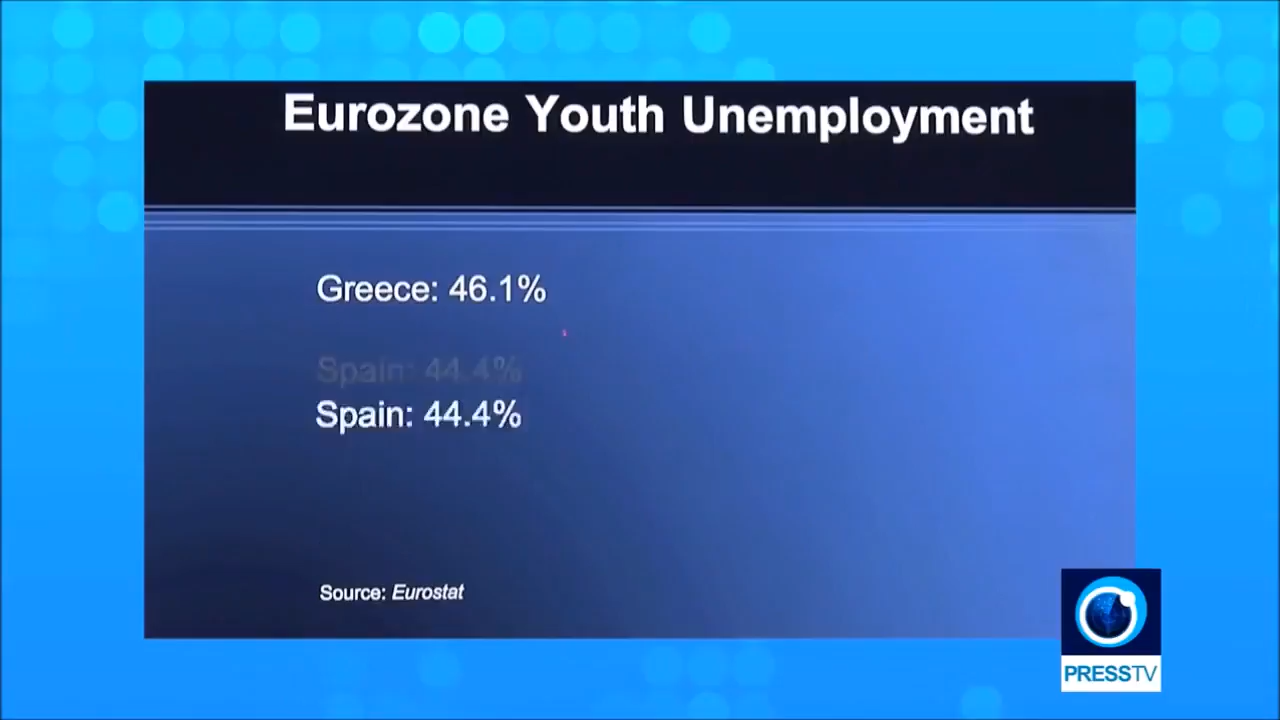 Eurozone Youth Unemployment
Greece: 46.1%
Spain: 44.4%
Spain: 44.4%
Source: Eurostat
PRESSTV